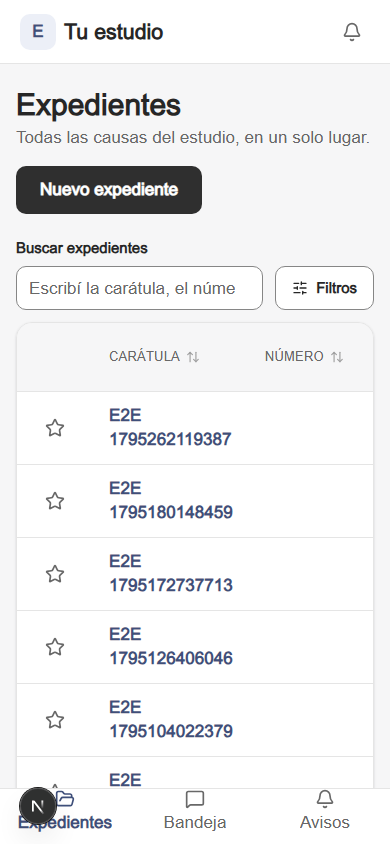 E Tu estudio
Expedientes
Todas las causas del estudio, en un solo lugar.
Nuevo expediente
Buscar expedientes
Escribí la carátula, el núme
Filtros
CARÁTULA NÚMERO
E2E
1795262119387
E2E
1795180148459
E2E
1795172737713
E2E
1795126406046
E2E
1795104022379
E2E
N
Expedientes Bandeja Avisos